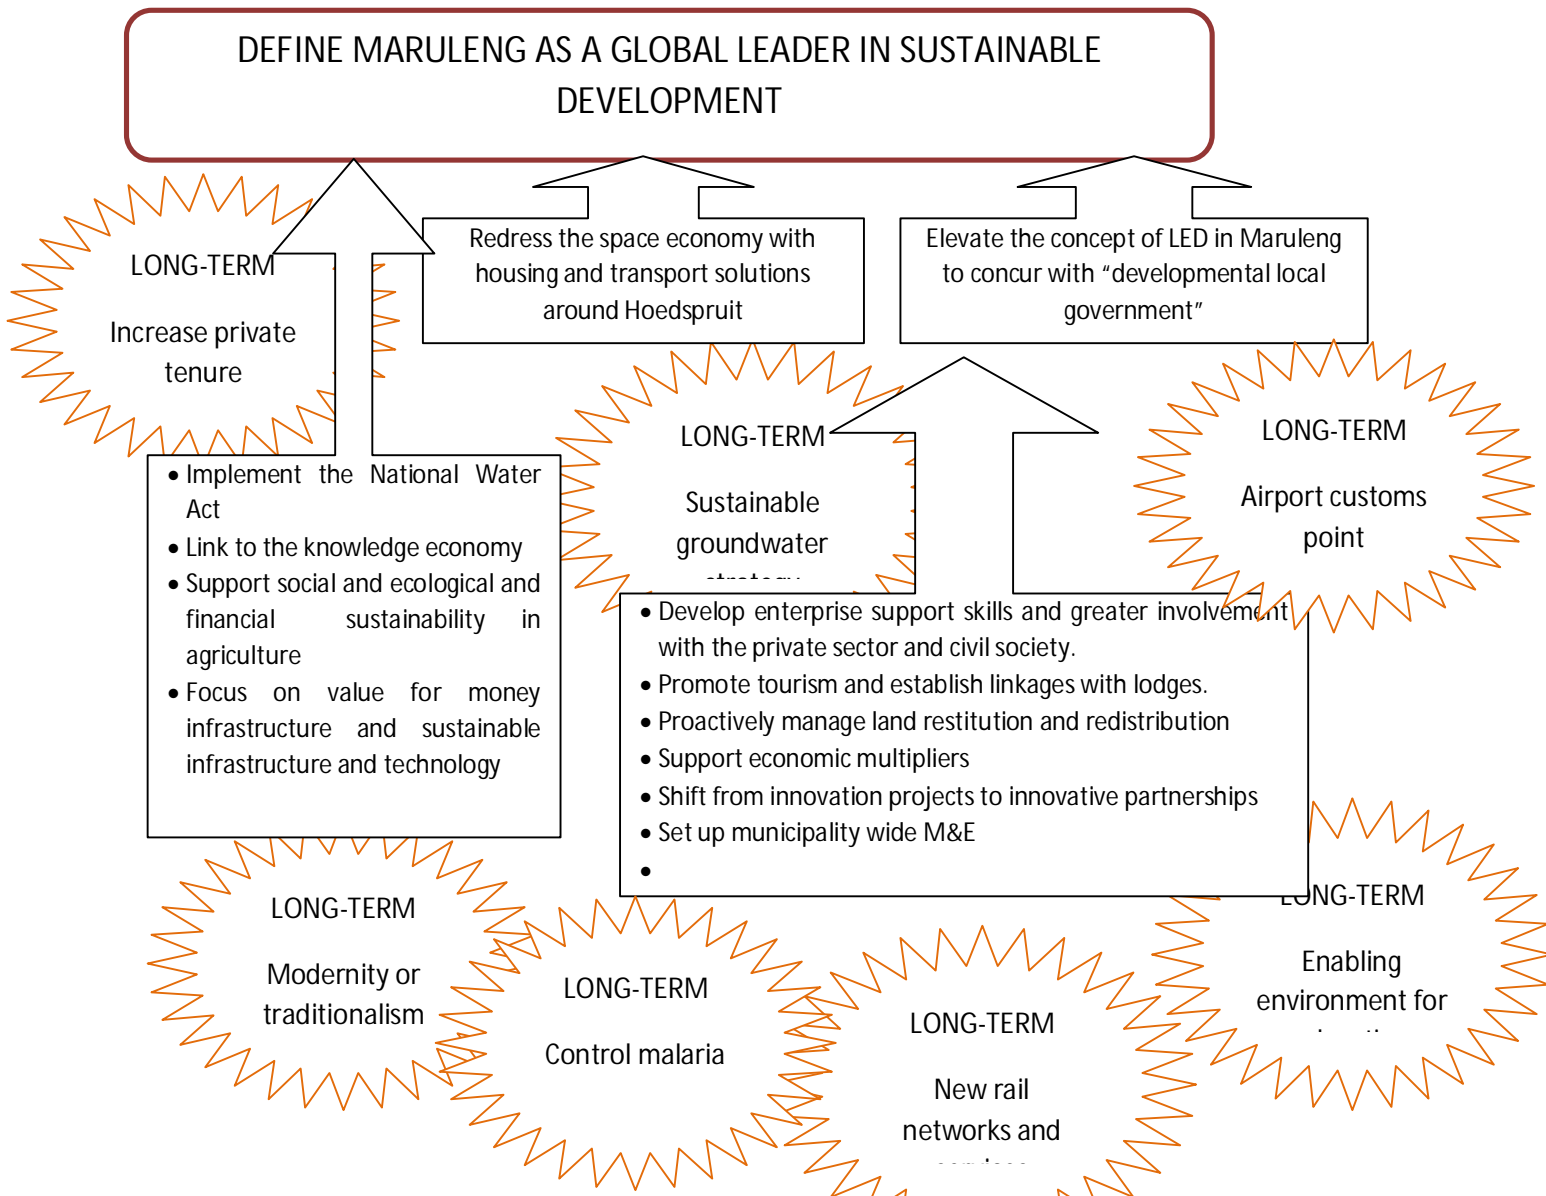 DEFINE MARULENG AS A GLOBAL LEADER IN SUSTAINABLE
DEVELOPMENT
LONG-TERM
Increase private
tenure
Redress the space economy with
housing and transport solutions
around Hoedspruit
Elevate the concept of LED in Maruleng
to concur with “developmental local
government”
LONG-TERM
Sustainable
groundwater
LONG-TERM
Airport customs
point
• Implement the National Water
Act
• Link to the knowledge economy
• Support social and ecological and
financial sustainability in
agriculture
• Focus on value for money
infrastructure and sustainable
infrastructure and technology
• Develop enterprise support skills and greater involvement
with the private sector and civil society.
• Promote tourism and establish linkages with lodges.
• Proactively manage land restitution and redistribution
• Support economic multipliers
• Shift from innovation projects to innovative partnerships
• Set up municipality wide M&E
•
LONG-TERM
Modernity or
traditionalism
LONG-TERM
Control malaria
LONG-TERM
New rail
networks and
LONG-TERM
Enabling
environment for